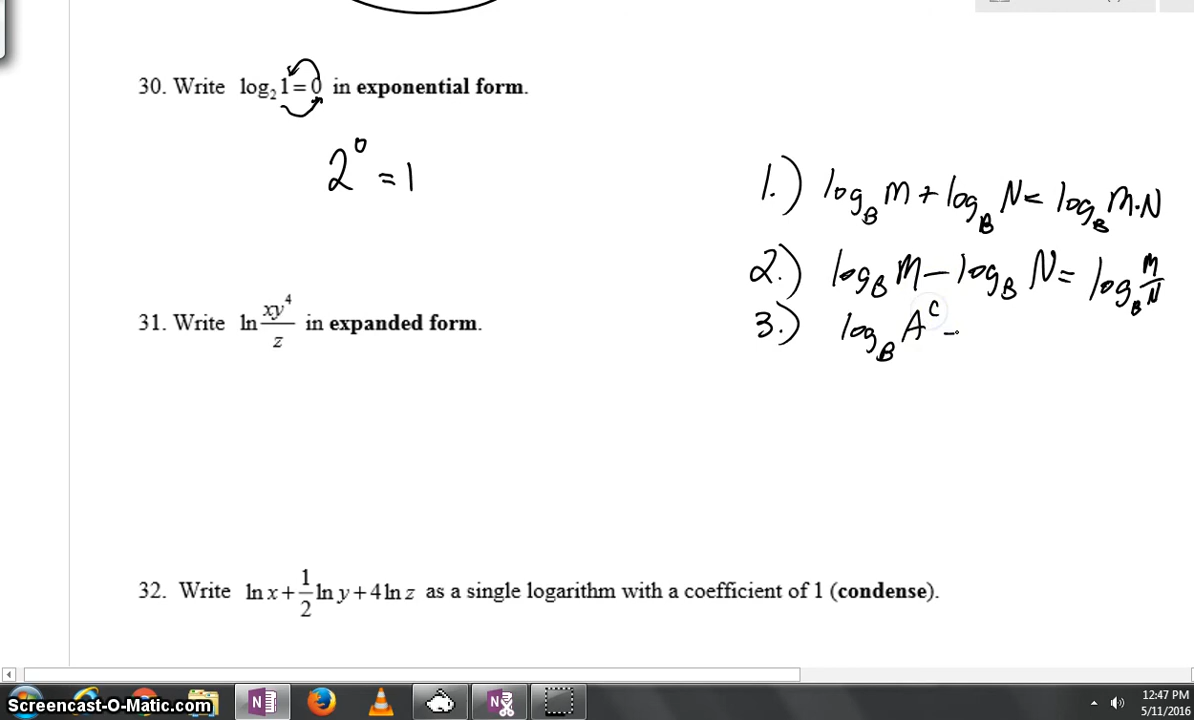 30. Write log₂ 1 = 0 in exponential form.
2⁰ = 1
1.) log_B M + log_B N = log_B M·N
2.) log_B M - log_B N = log_B M/N
3.) log_B A^C -
31. Write ln xy⁴/z in expanded form.
32. Write ln x + 1/2 ln y + 4 ln z as a single logarithm with a coefficient of 1 (condense).
Screencast-O-Matic.com
12:47 PM
5/11/2016